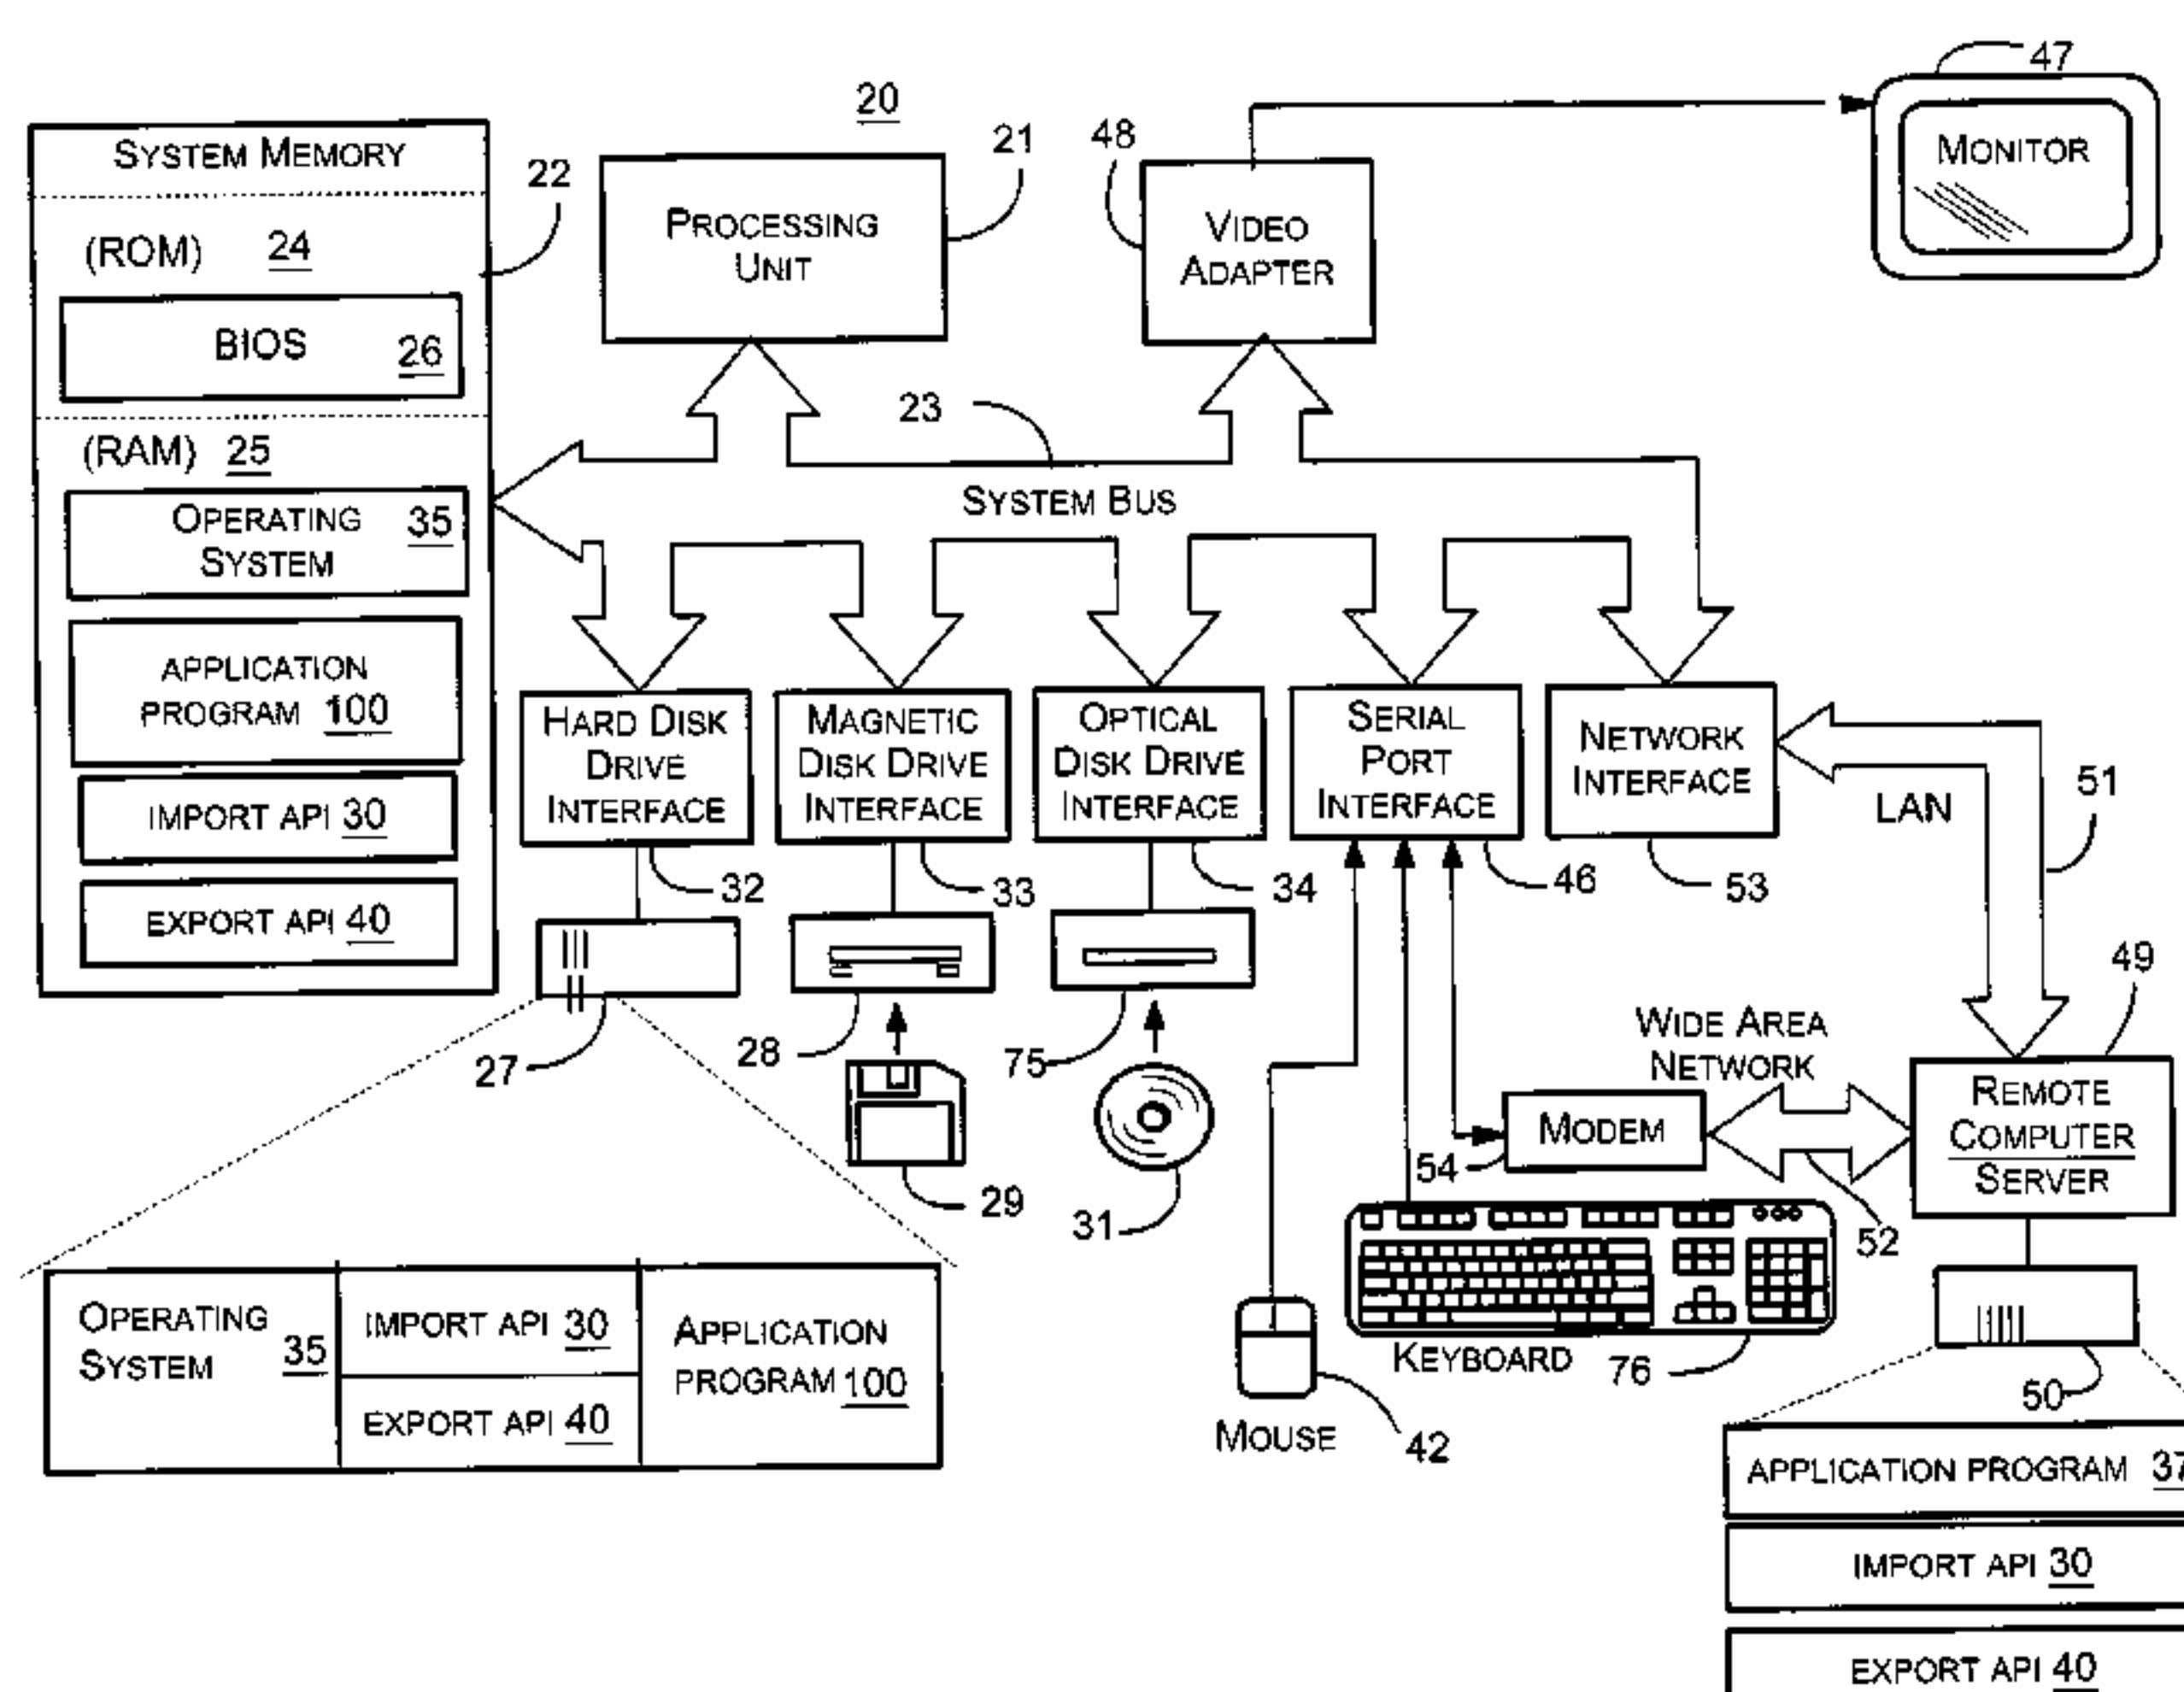 20
47
MONITOR
SYSTEM MEMORY
22
(ROM) 24
BIOS 26
(RAM) 25
OPERATING 35
SYSTEM
APPLICATION
PROGRAM 100
IMPORT API 30
EXPORT API 40
21
PROCESSING
UNIT
48
VIDEO
ADAPTER
23
SYSTEM BUS
HARD DISK
DRIVE
INTERFACE
32
MAGNETIC
DISK DRIVE
INTERFACE
33
OPTICAL
DISK DRIVE
INTERFACE
34
SERIAL
PORT
INTERFACE
46
NETWORK
INTERFACE
53
LAN
51
27
28
29
75
31
WIDE AREA
NETWORK
49
MODEM
54
52
REMOTE
COMPUTER
SERVER
OPERATING
SYSTEM 35
IMPORT API 30
EXPORT API 40
APPLICATION
PROGRAM 100
MOUSE
42
KEYBOARD
76
50
APPLICATION PROGRAM 37
IMPORT API 30
EXPORT API 40